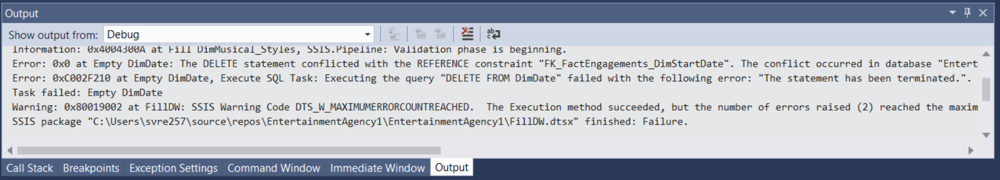 Output
Show output from: Debug
Information: 0x4004300A at Fill DimMusical_Styles, SSIS.Pipeline: Validation phase is beginning.
Error: 0x0 at Empty DimDate: The DELETE statement conflicted with the REFERENCE constraint "FK_FactEngagements_DimStartDate". The conflict occurred in database "Entert
Error: 0xC002F210 at Empty DimDate, Execute SQL Task: Executing the query "DELETE FROM DimDate" failed with the following error: "The statement has been terminated.".
Task failed: Empty DimDate
Warning: 0x80019002 at FillDW: SSIS Warning Code DTS_W_MAXIMUMERRORCOUNTREACHED.  The Execution method succeeded, but the number of errors raised (2) reached the maxim
SSIS package "C:\Users\svre257\source\repos\EntertainmentAgency1\EntertainmentAgency1\FillDW.dtsx" finished: Failure.
Call Stack Breakpoints Exception Settings Command Window Immediate Window Output